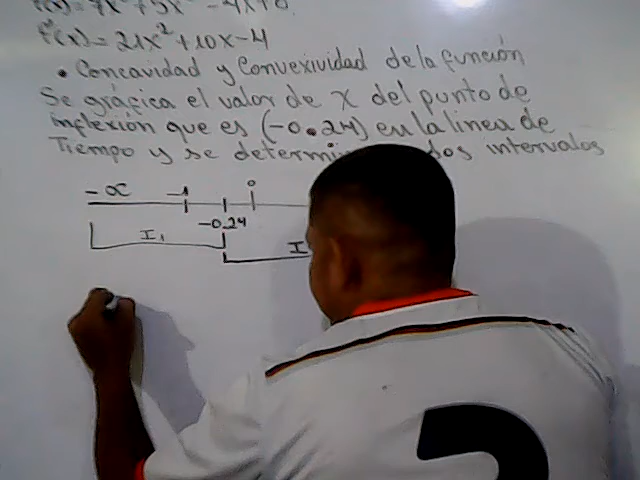 f'(x) = 21x² + 10x - 4
• Concavidad y Convexividad de la función
Se gráfica el valor de X del punto de
inflexión que es (-0.24) en la linea de
Tiempo y se dos intervalos
-∝ -1 0
-0.24
I₁ I
2